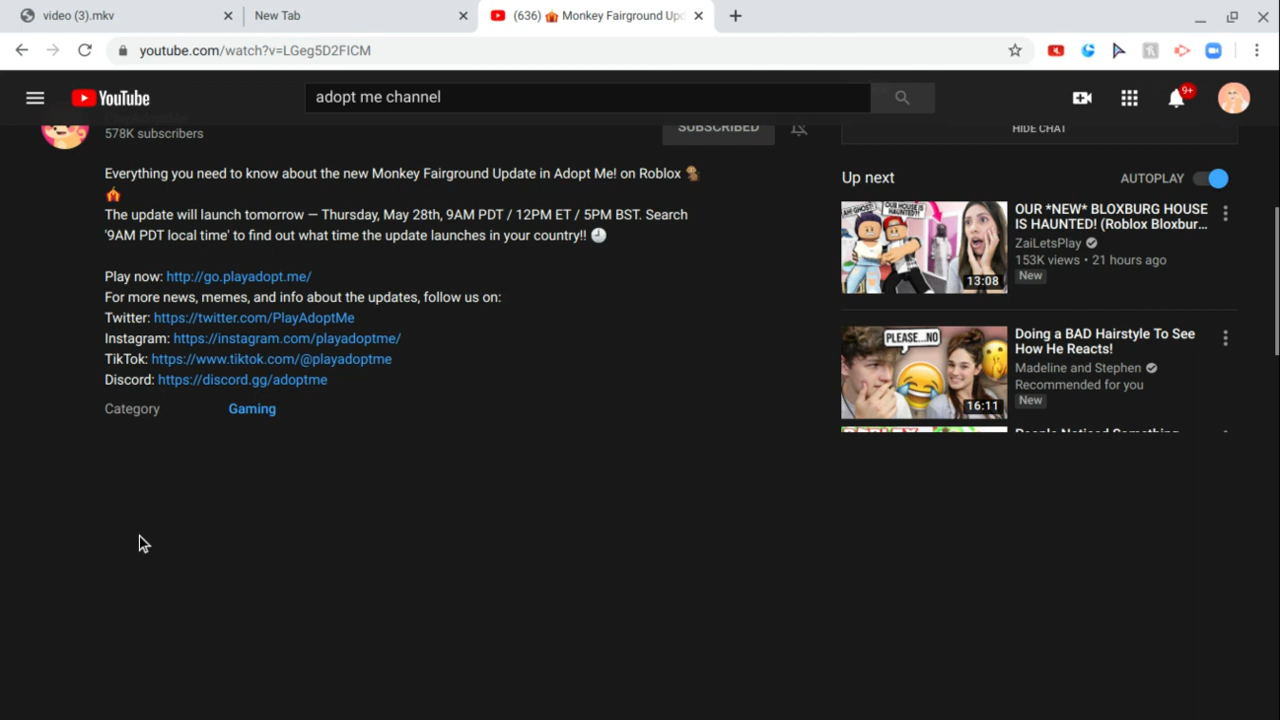 video (3).mkv
New Tab
(636) 🎪 Monkey Fairground Upd
youtube.com/watch?v=LGeg5D2FICM
YouTube
adopt me channel
9+
578K subscribers
SUBSCRIBED
HIDE CHAT
Everything you need to know about the new Monkey Fairground Update in Adopt Me! on Roblox 🐒
🎪
The update will launch tomorrow — Thursday, May 28th, 9AM PDT / 12PM ET / 5PM BST. Search
'9AM PDT local time' to find out what time the update launches in your country!! 🕘
Play now: http://go.playadopt.me/
For more news, memes, and info about the updates, follow us on:
Twitter: https://twitter.com/PlayAdoptMe
Instagram: https://instagram.com/playadoptme/
TikTok: https://www.tiktok.com/@playadoptme
Discord: https://discord.gg/adoptme
Category Gaming
Up next
AUTOPLAY
OUR HOUSE IS HAUNTED!
13:08
OUR *NEW* BLOXBURG HOUSE
IS HAUNTED! (Roblox Bloxbur...
ZaiLetsPlay
153K views • 21 hours ago
New
PLEASE...NO
16:11
Doing a BAD Hairstyle To See
How He Reacts!
Madeline and Stephen
Recommended for you
New
People Noticed Something